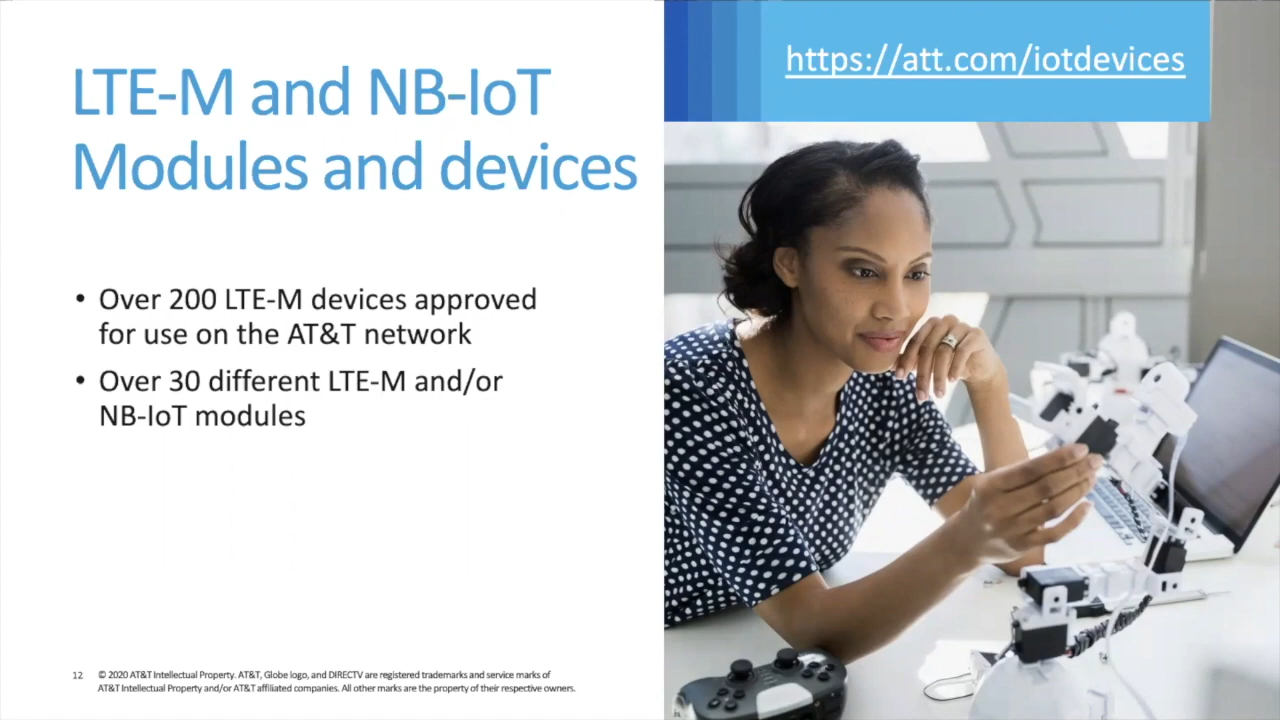 LTE-M and NB-IoT
Modules and devices
https://att.com/iotdevices
• Over 200 LTE-M devices approved
for use on the AT&T network
• Over 30 different LTE-M and/or
NB-IoT modules
12 © 2020 AT&T Intellectual Property. AT&T, Globe logo, and DIRECTV are registered trademarks and service marks of
AT&T Intellectual Property and/or AT&T affiliated companies. All other marks are the property of their respective owners.